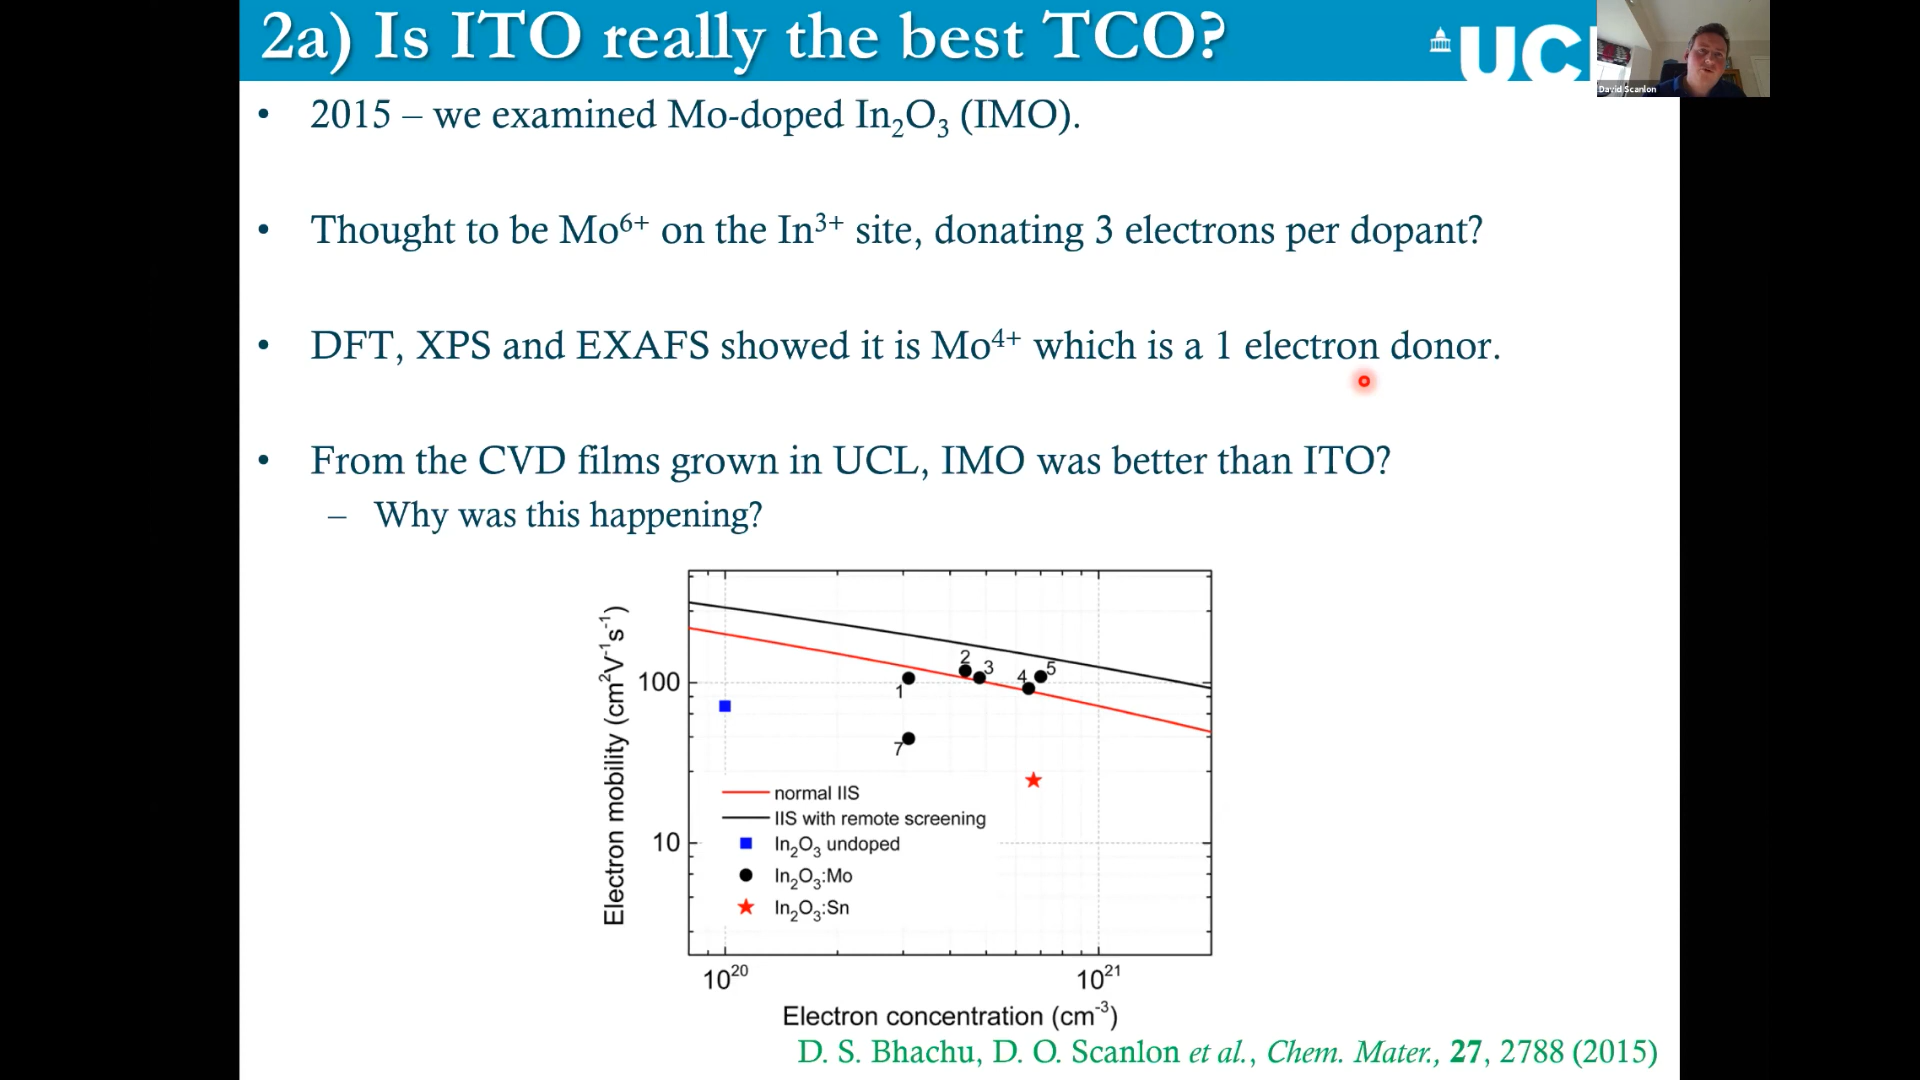 2a) Is ITO really the best TCO?
UC
David Scanlon
• 2015 – we examined Mo-doped In₂O₃ (IMO).
• Thought to be Mo⁶⁺ on the In³⁺ site, donating 3 electrons per dopant?
• DFT, XPS and EXAFS showed it is Mo⁴⁺ which is a 1 electron donor.
• From the CVD films grown in UCL, IMO was better than ITO?
– Why was this happening?
Electron mobility (cm²V⁻¹s⁻¹)
100
10
1
2
3
4
5
7
normal IIS
IIS with remote screening
In₂O₃ undoped
In₂O₃:Mo
In₂O₃:Sn
10²⁰
10²¹
Electron concentration (cm⁻³)
D. S. Bhachu, D. O. Scanlon et al., Chem. Mater., 27, 2788 (2015)